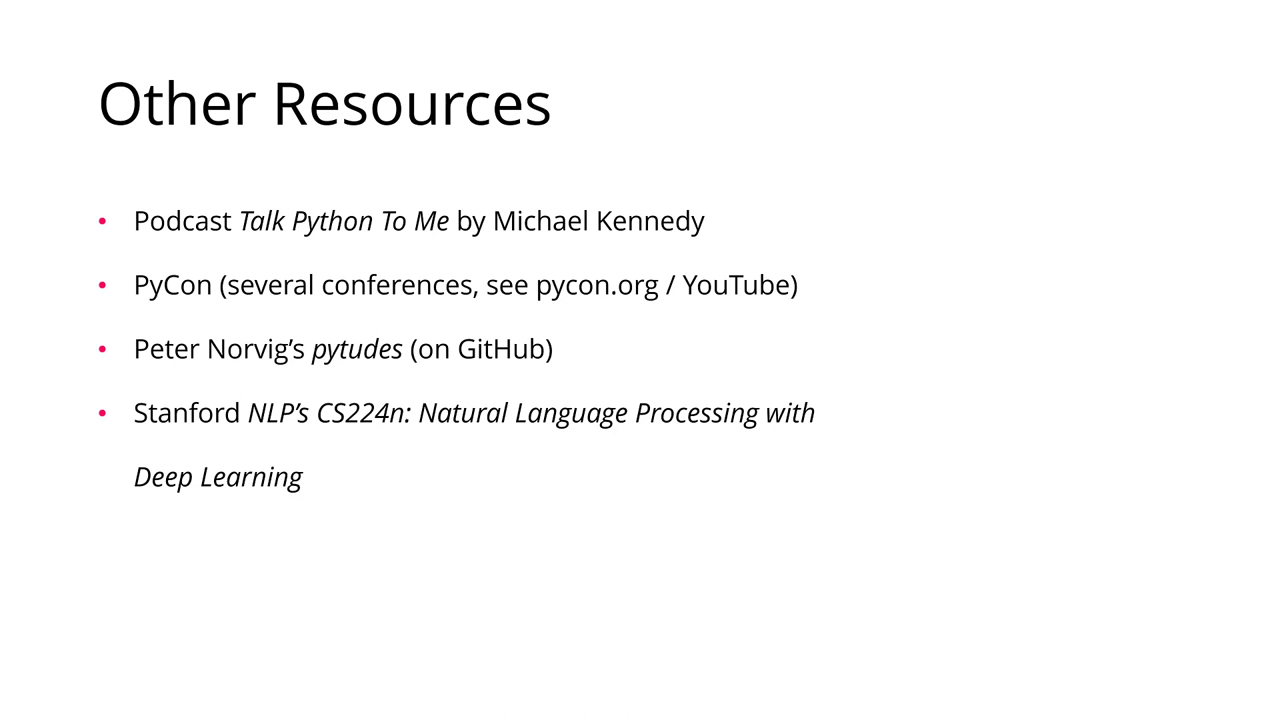 Other Resources
• Podcast Talk Python To Me by Michael Kennedy
• PyCon (several conferences, see pycon.org / YouTube)
• Peter Norvig’s pytudes (on GitHub)
• Stanford NLP’s CS224n: Natural Language Processing with
Deep Learning